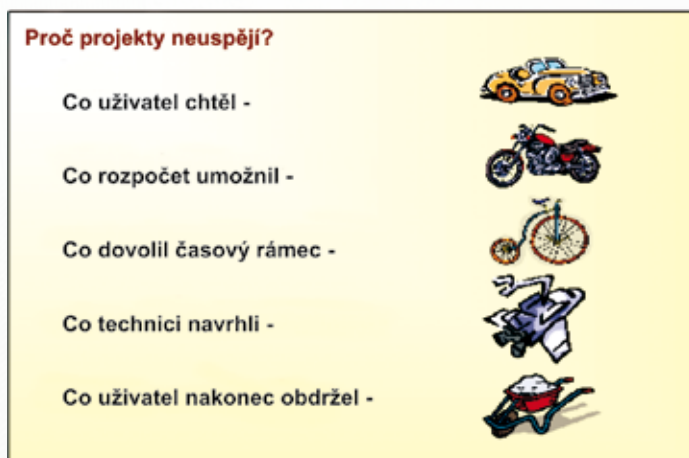 Proč projekty neuspějí?
Co uživatel chtěl -
Co rozpočet umožnil -
Co dovolil časový rámec -
Co technici navrhli -
Co uživatel nakonec obdržel -